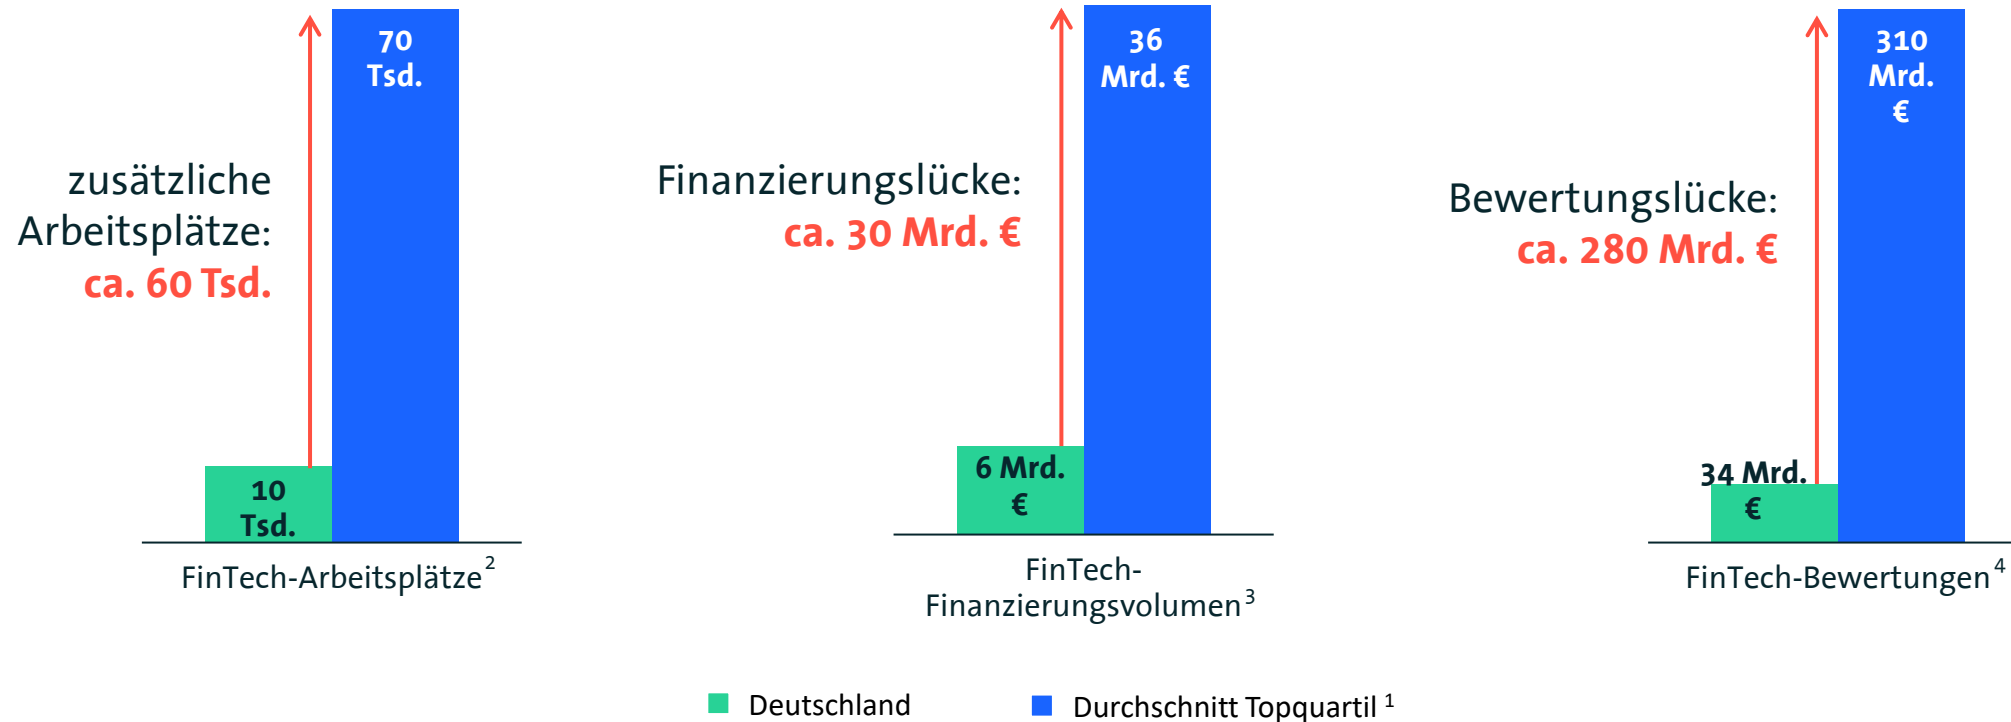 70
Tsd.
zusätzliche
Arbeitsplätze:
ca. 60 Tsd.
10
Tsd.
FinTech-Arbeitsplätze²
36
Mrd. €
Finanzierungslücke:
ca. 30 Mrd. €
6 Mrd.
€
FinTech-
Finanzierungsvolumen³
310
Mrd.
€
Bewertungslücke:
ca. 280 Mrd. €
34 Mrd.
€
FinTech-Bewertungen⁴
Deutschland
Durchschnitt Topquartil ¹